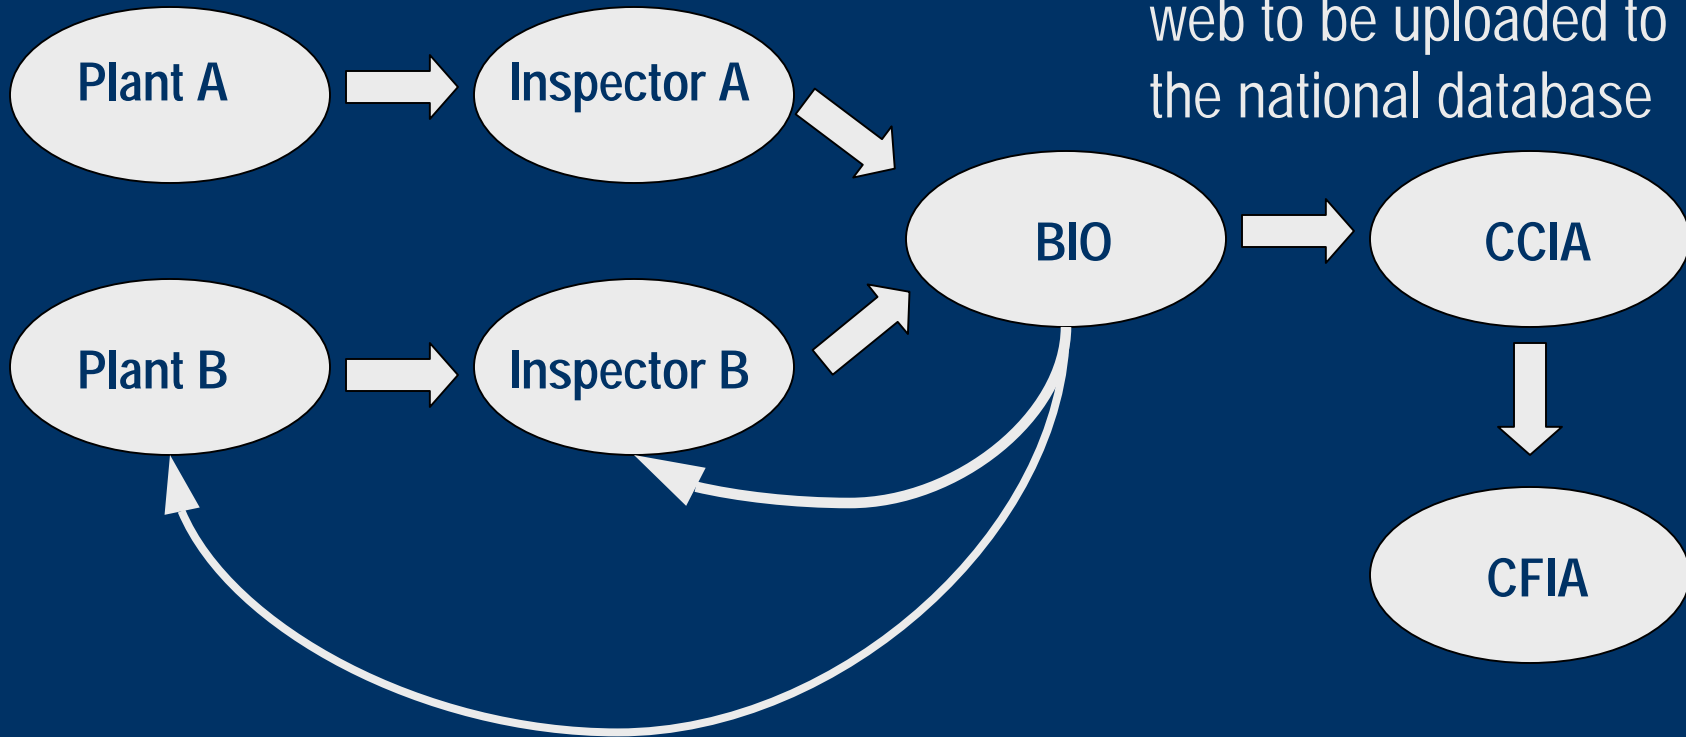 web to be uploaded to
the national database
Plant A
Inspector A
BIO
CCIA
Plant B
Inspector B
CFIA